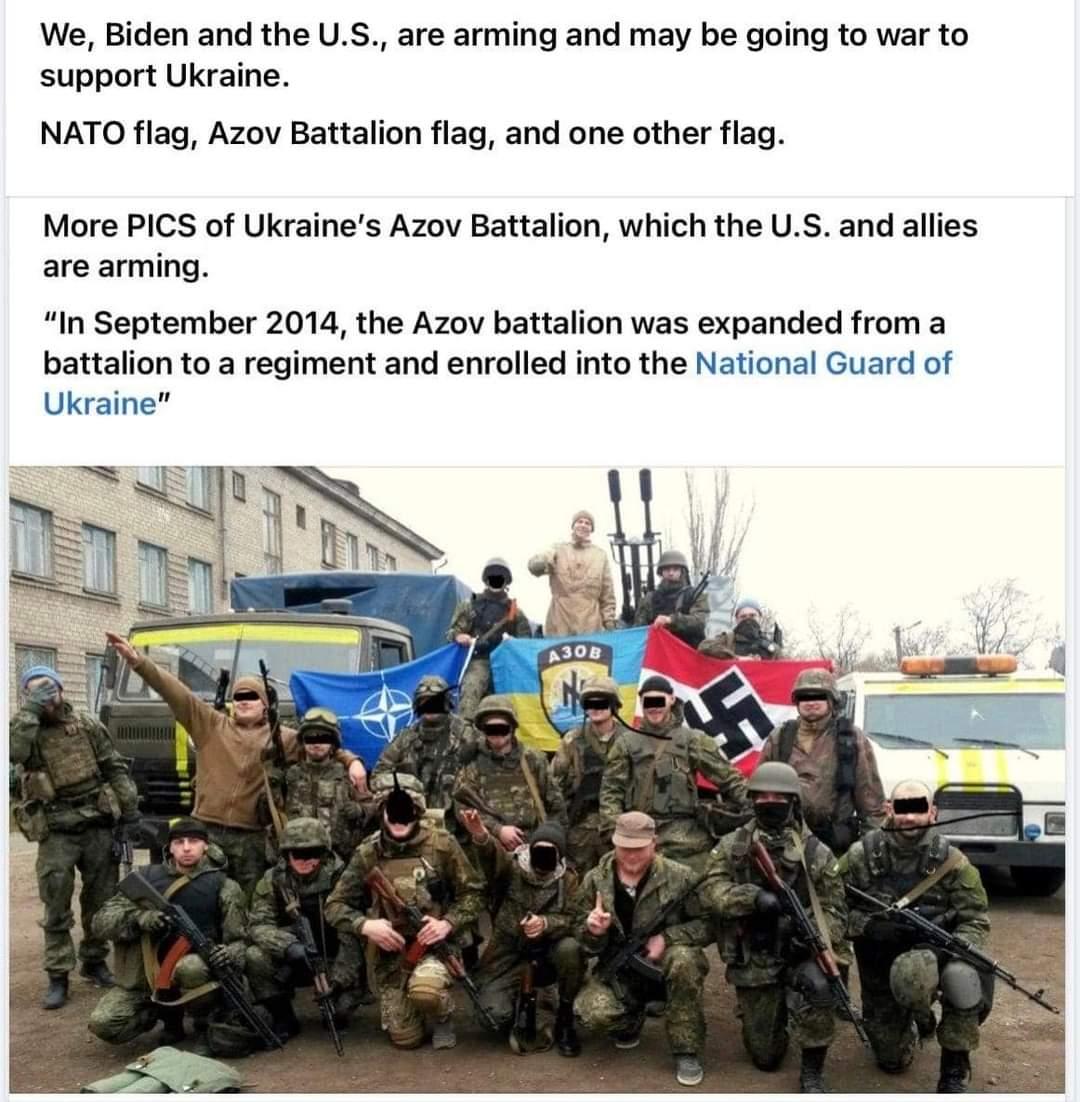 We, Biden and the U.S., are arming and may be going to war to
support Ukraine.
NATO flag, Azov Battalion flag, and one other flag.
More PICS of Ukraine's Azov Battalion, which the U.S. and allies
are arming.
“In September 2014, the Azov battalion was expanded from a
battalion to a regiment and enrolled into the National Guard of
Ukraine”
АЗОВ